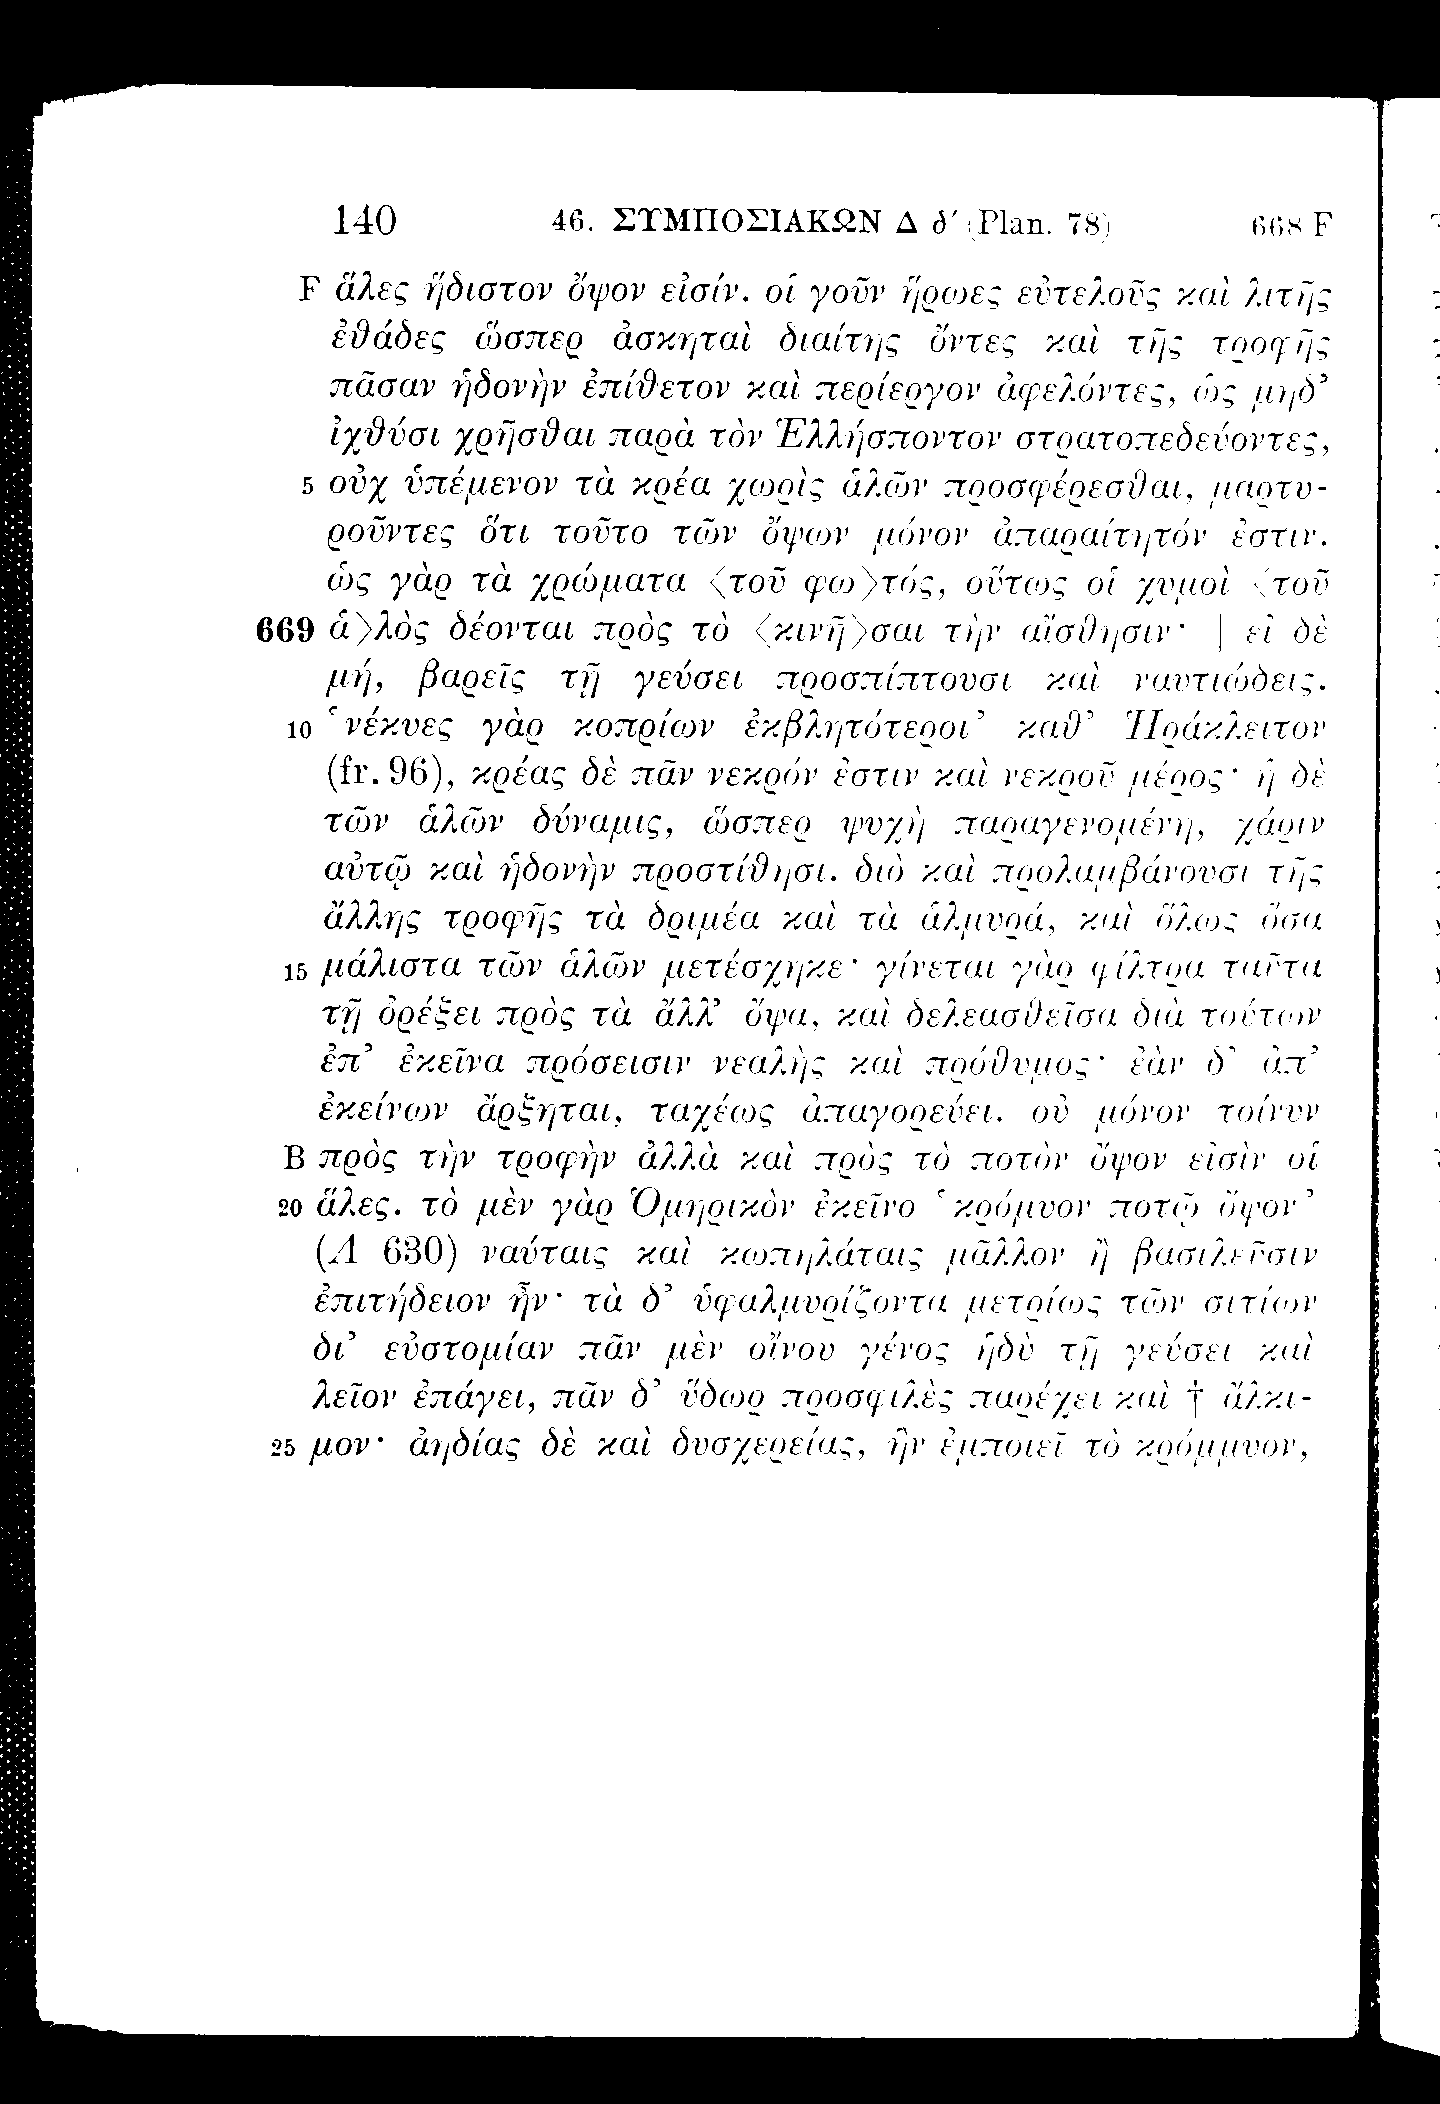 140 46. ΣΥΜΠΟΣΙΑΚΩΝ Δ δ′ (Plan. 78) 668 F
F ἅλες ἥδιστον ὄψον εἰσίν. οἱ γοῦν ἥρωες εὐτελοῦς καὶ λιτῆς
ἐθάδες ὥσπερ ἀσκηταὶ διαίτης ὄντες καὶ τῆς τροφῆς
πᾶσαν ἡδονὴν ἐπίθετον καὶ περίεργον ἀφελόντες, ὡς μηδ’
ἰχθύσι χρῆσθαι παρὰ τὸν Ἑλλήσποντον στρατοπεδεύοντες,
5 οὐχ ὑπέμενον τὰ κρέα χωρὶς ἁλῶν προσφέρεσθαι, μαρτυ-
ροῦντες ὅτι τοῦτο τῶν ὄψων μόνον ἀπαραίτητόν ἐστιν.
ὡς γὰρ τὰ χρώματα ⟨τοῦ φω⟩τός, οὕτως οἱ χυμοὶ ⟨τοῦ
669 ἁ⟩λὸς δέονται πρὸς τὸ ⟨κινῆ⟩σαι τὴν αἴσθησιν· | εἰ δὲ
μή, βαρεῖς τῇ γεύσει προσπίπτουσι καὶ ναυτιώδεις.
10 ‘νέκυες γὰρ κοπρίων ἐκβλητότεροι’ καθ’ Ἡράκλειτον
(fr. 96), κρέας δὲ πᾶν νεκρόν ἐστιν καὶ νεκροῦ μέρος· ἡ δὲ
τῶν ἁλῶν δύναμις, ὥσπερ ψυχὴ παραγενομένη, χάριν
αὐτῷ καὶ ἡδονὴν προστίθησι. διὸ καὶ προλαμβάνουσι τῆς
ἄλλης τροφῆς τὰ δριμέα καὶ τὰ ἁλμυρά, καὶ ὅλως ὅσα
15 μάλιστα τῶν ἁλῶν μετέσχηκε· γίνεται γὰρ φίλτρα ταῦτα
τῇ ὀρέξει πρὸς τὰ ἄλλ’ ὄψα, καὶ δελεασθεῖσα διὰ τούτων
ἐπ’ ἐκεῖνα πρόσεισιν νεαλὴς καὶ πρόθυμος· ἐὰν δ’ ἀπ’
ἐκείνων ἄρξηται, ταχέως ἀπαγορεύει. οὐ μόνον τοίνυν
B πρὸς τὴν τροφὴν ἀλλὰ καὶ πρὸς τὸ ποτὸν ὄψον εἰσὶν οἱ
20 ἅλες. τὸ μὲν γὰρ Ὁμηρικὸν ἐκεῖνο ‘κρόμυον ποτῷ ὄψον’
(Λ 630) ναύταις καὶ κωπηλάταις μᾶλλον ἢ βασιλεῦσιν
ἐπιτήδειον ἦν· τὰ δ’ ὑφαλμυρίζοντα μετρίως τῶν σιτίων
δι’ εὐστομίαν πᾶν μὲν οἴνου γένος ἡδὺ τῇ γεύσει καὶ
λεῖον ἐπάγει, πᾶν δ’ ὕδωρ προσφιλὲς παρέχει καὶ † ἄλκι-
25 μον· ἀηδίας δὲ καὶ δυσχερείας, ἣν ἐμποιεῖ τὸ κρόμμυον,